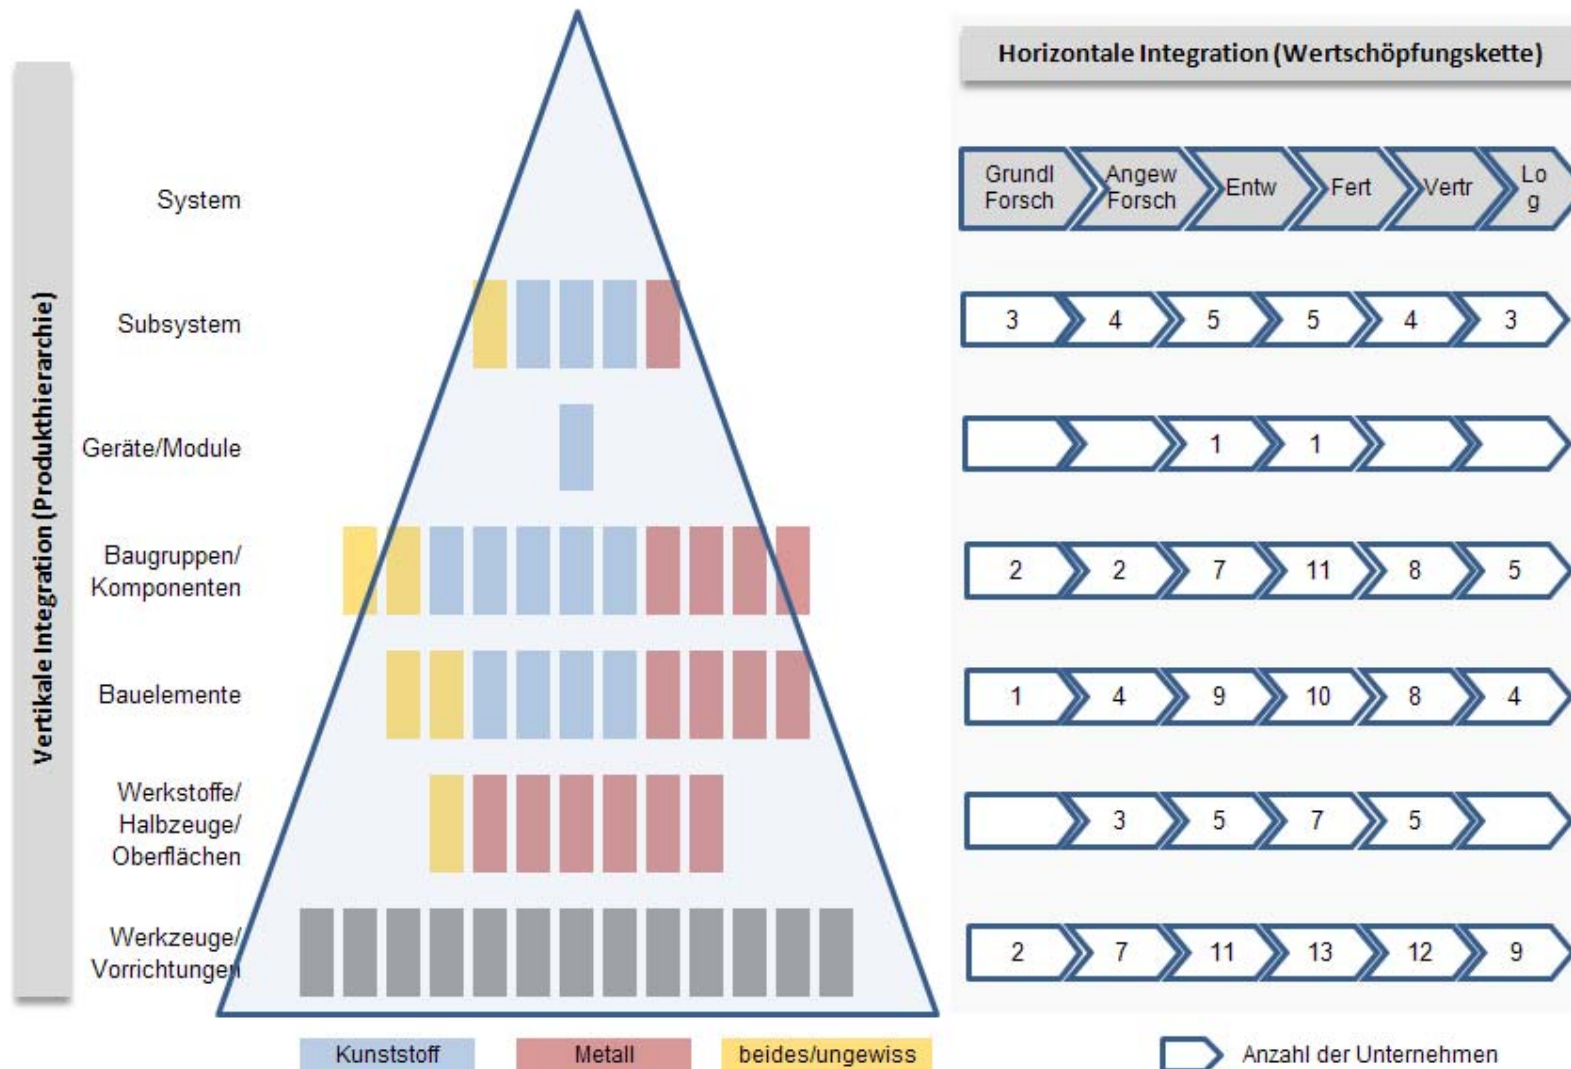 Horizontale Integration (Wertschöpfungskette)
Vertikale Integration (Produkthierarchie)
System
Grundl
Forsch
Angew
Forsch
Entw
Fert
Vertr
Lo
g
Subsystem
3 4 5 5 4 3
Geräte/Module
1 1
Baugruppen/
Komponenten
2 2 7 11 8 5
Bauelemente
1 4 9 10 8 4
Werkstoffe/
Halbzeuge/
Oberflächen
3 5 7 5
Werkzeuge/
Vorrichtungen
2 7 11 13 12 9
Kunststoff
Metall
beides/ungewiss
Anzahl der Unternehmen